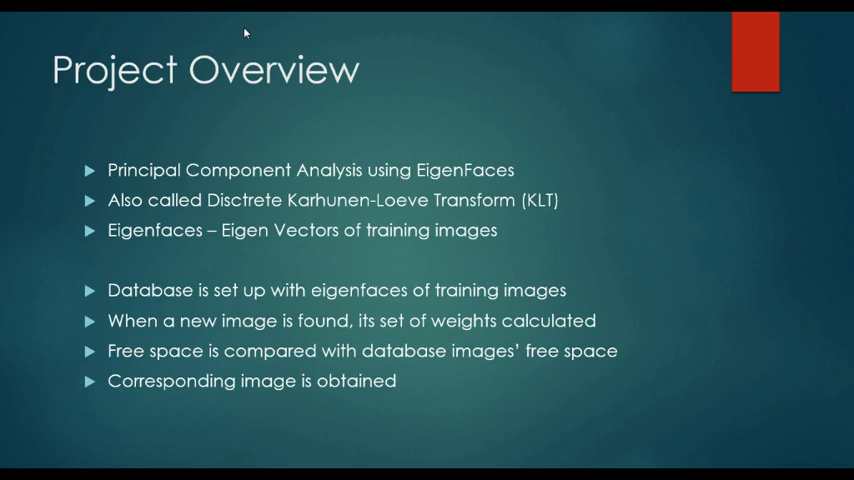 Project Overview
Principal Component Analysis using EigenFaces
Also called Disctrete Karhunen-Loeve Transform (KLT)
Eigenfaces – Eigen Vectors of training images
Database is set up with eigenfaces of training images
When a new image is found, its set of weights calculated
Free space is compared with database images' free space
Corresponding image is obtained